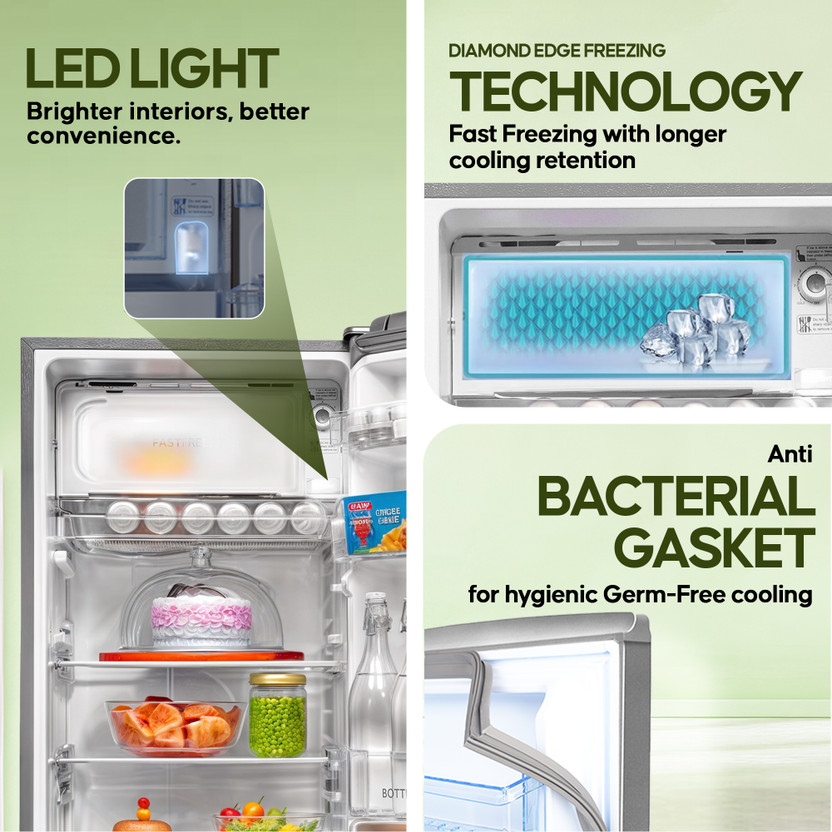 LED LIGHT
Brighter interiors, better
convenience.
DIAMOND EDGE FREEZING
TECHNOLOGY
Fast Freezing with longer
cooling retention
Anti
BACTERIAL
GASKET
for hygienic Germ-Free cooling